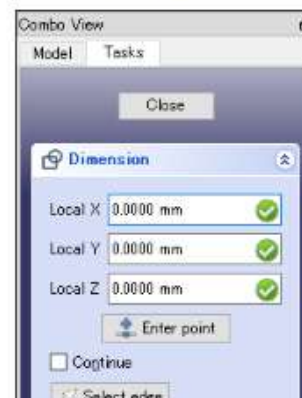 Combo View
Model Tasks
Close
Dimension
Local X 0.0000 mm
Local Y 0.0000 mm
Local Z 0.0000 mm
Enter point
Continue
Select edge